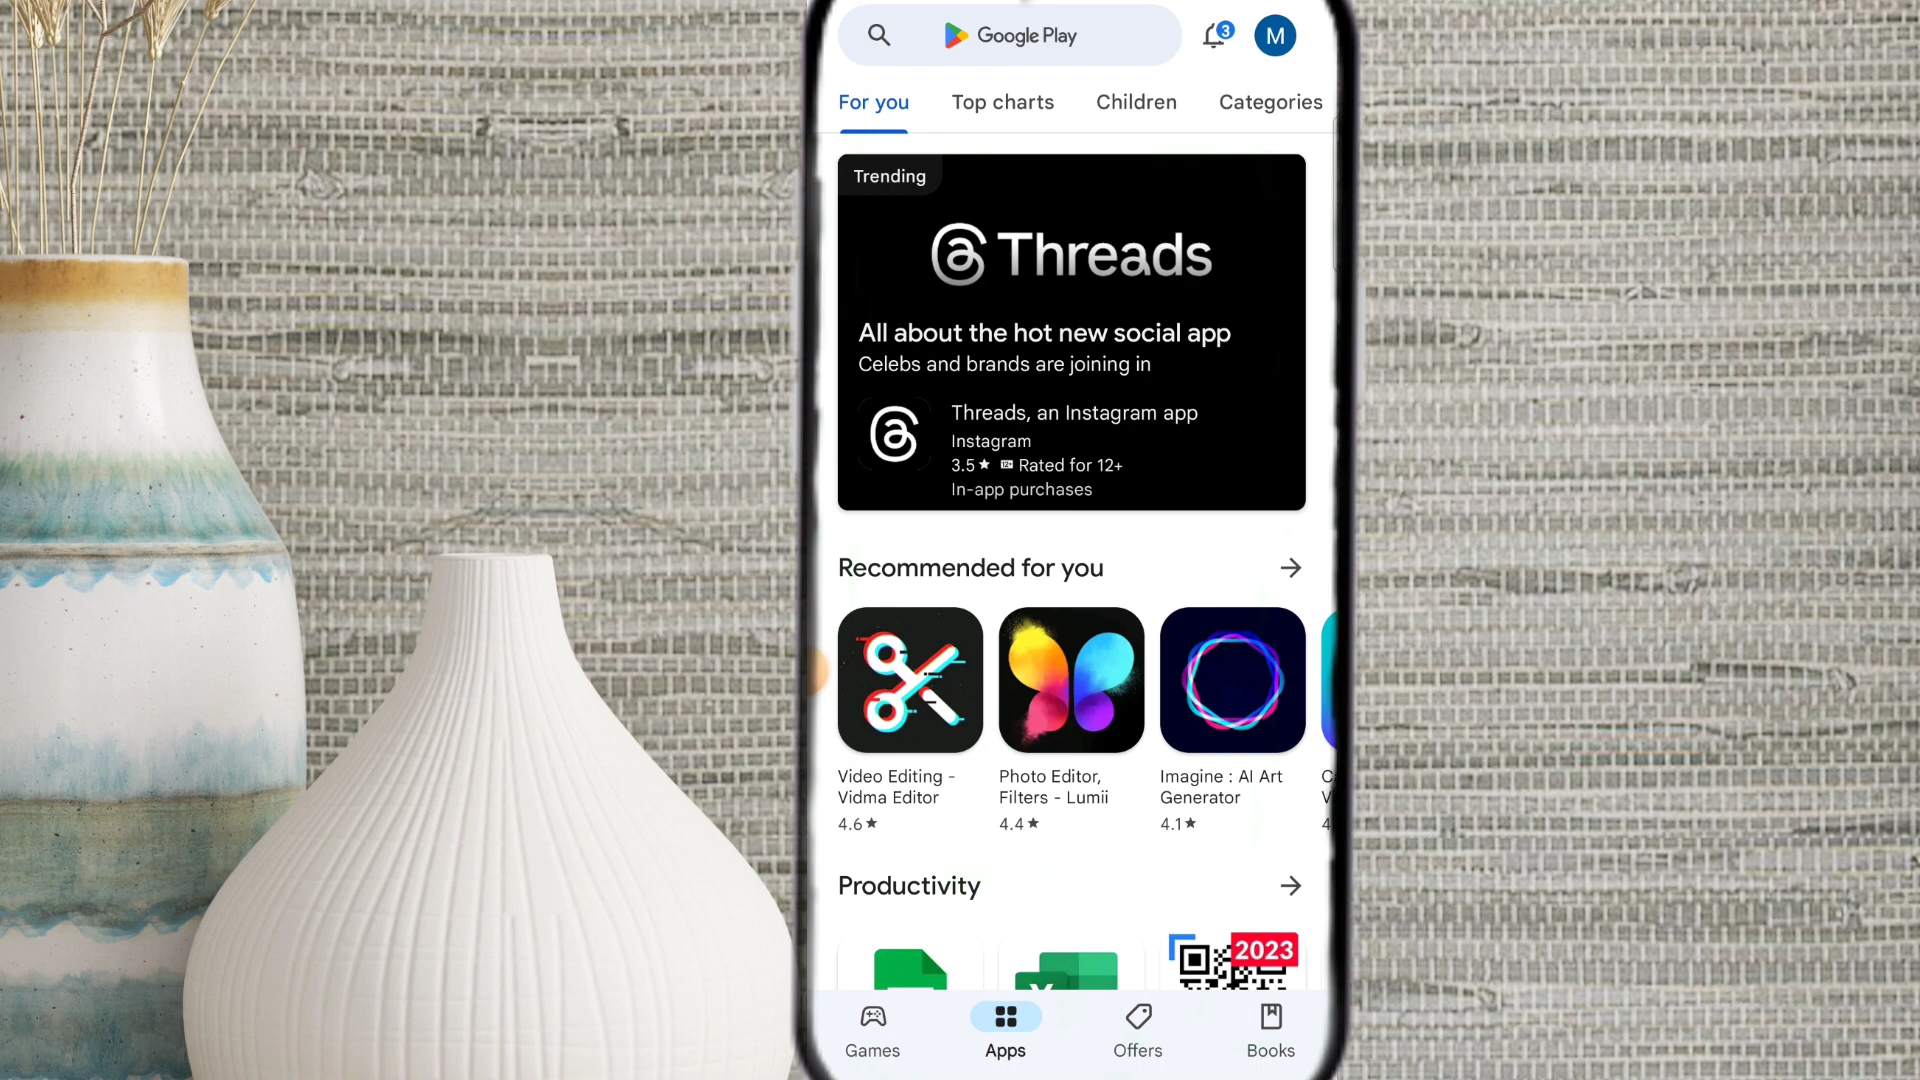 Google Play
3
M
For you
Top charts
Children
Categories
Trending
Threads
All about the hot new social app
Celebs and brands are joining in
Threads, an Instagram app
Instagram
3.5★ 12+ Rated for 12+
In-app purchases
Recommended for you
Video Editing -
Vidma Editor
4.6★
Photo Editor,
Filters - Lumii
4.4★
Imagine : AI Art
Generator
4.1★
Productivity
2023
Games
Apps
Offers
Books